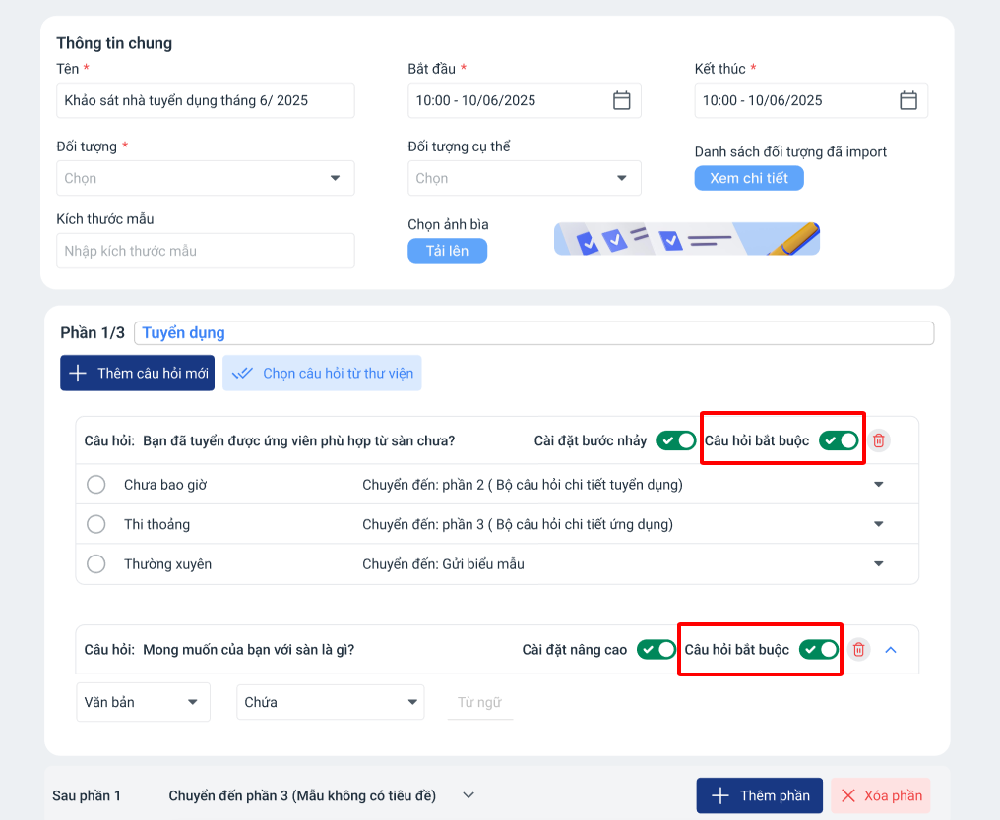 Thông tin chung
Tên * Bắt đầu * Kết thúc *
Khảo sát nhà tuyển dụng tháng 6/ 2025 10:00 - 10/06/2025 10:00 - 10/06/2025
Đối tượng * Đối tượng cụ thể Danh sách đối tượng đã import
Chọn Chọn Xem chi tiết
Kích thước mẫu Chọn ảnh bìa
Nhập kích thước mẫu Tải lên
Phần 1/3 Tuyển dụng
Thêm câu hỏi mới Chọn câu hỏi từ thư viện
Câu hỏi: Bạn đã tuyển được ứng viên phù hợp từ sàn chưa? Cài đặt bước nhảy Câu hỏi bắt buộc
Chưa bao giờ Chuyển đến: phần 2 ( Bộ câu hỏi chi tiết tuyển dụng)
Thi thoảng Chuyển đến: phần 3 ( Bộ câu hỏi chi tiết ứng dụng)
Thường xuyên Chuyển đến: Gửi biểu mẫu
Câu hỏi: Mong muốn của bạn với sàn là gì? Cài đặt nâng cao Câu hỏi bắt buộc
Văn bản Chứa Từ ngữ
Sau phần 1 Chuyển đến phần 3 (Mẫu không có tiêu đề) Thêm phần Xóa phần